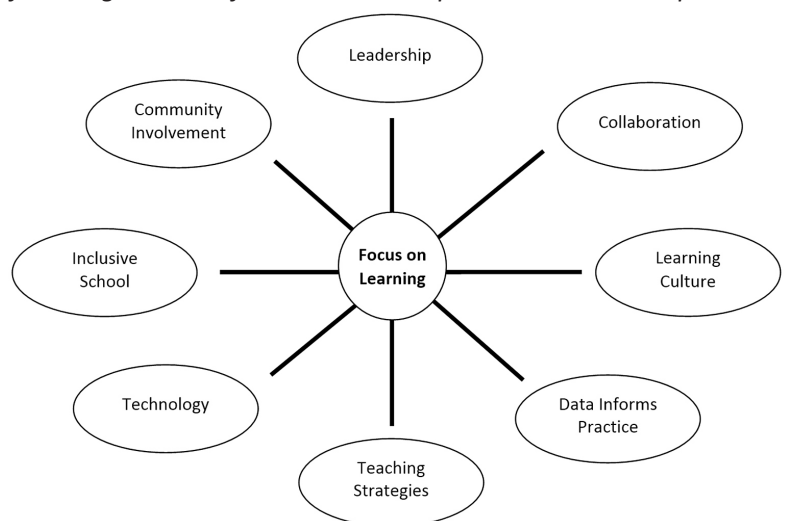 Leadership
Community
Involvement
Collaboration
Inclusive
School
Focus on
Learning
Learning
Culture
Technology
Data Informs
Practice
Teaching
Strategies